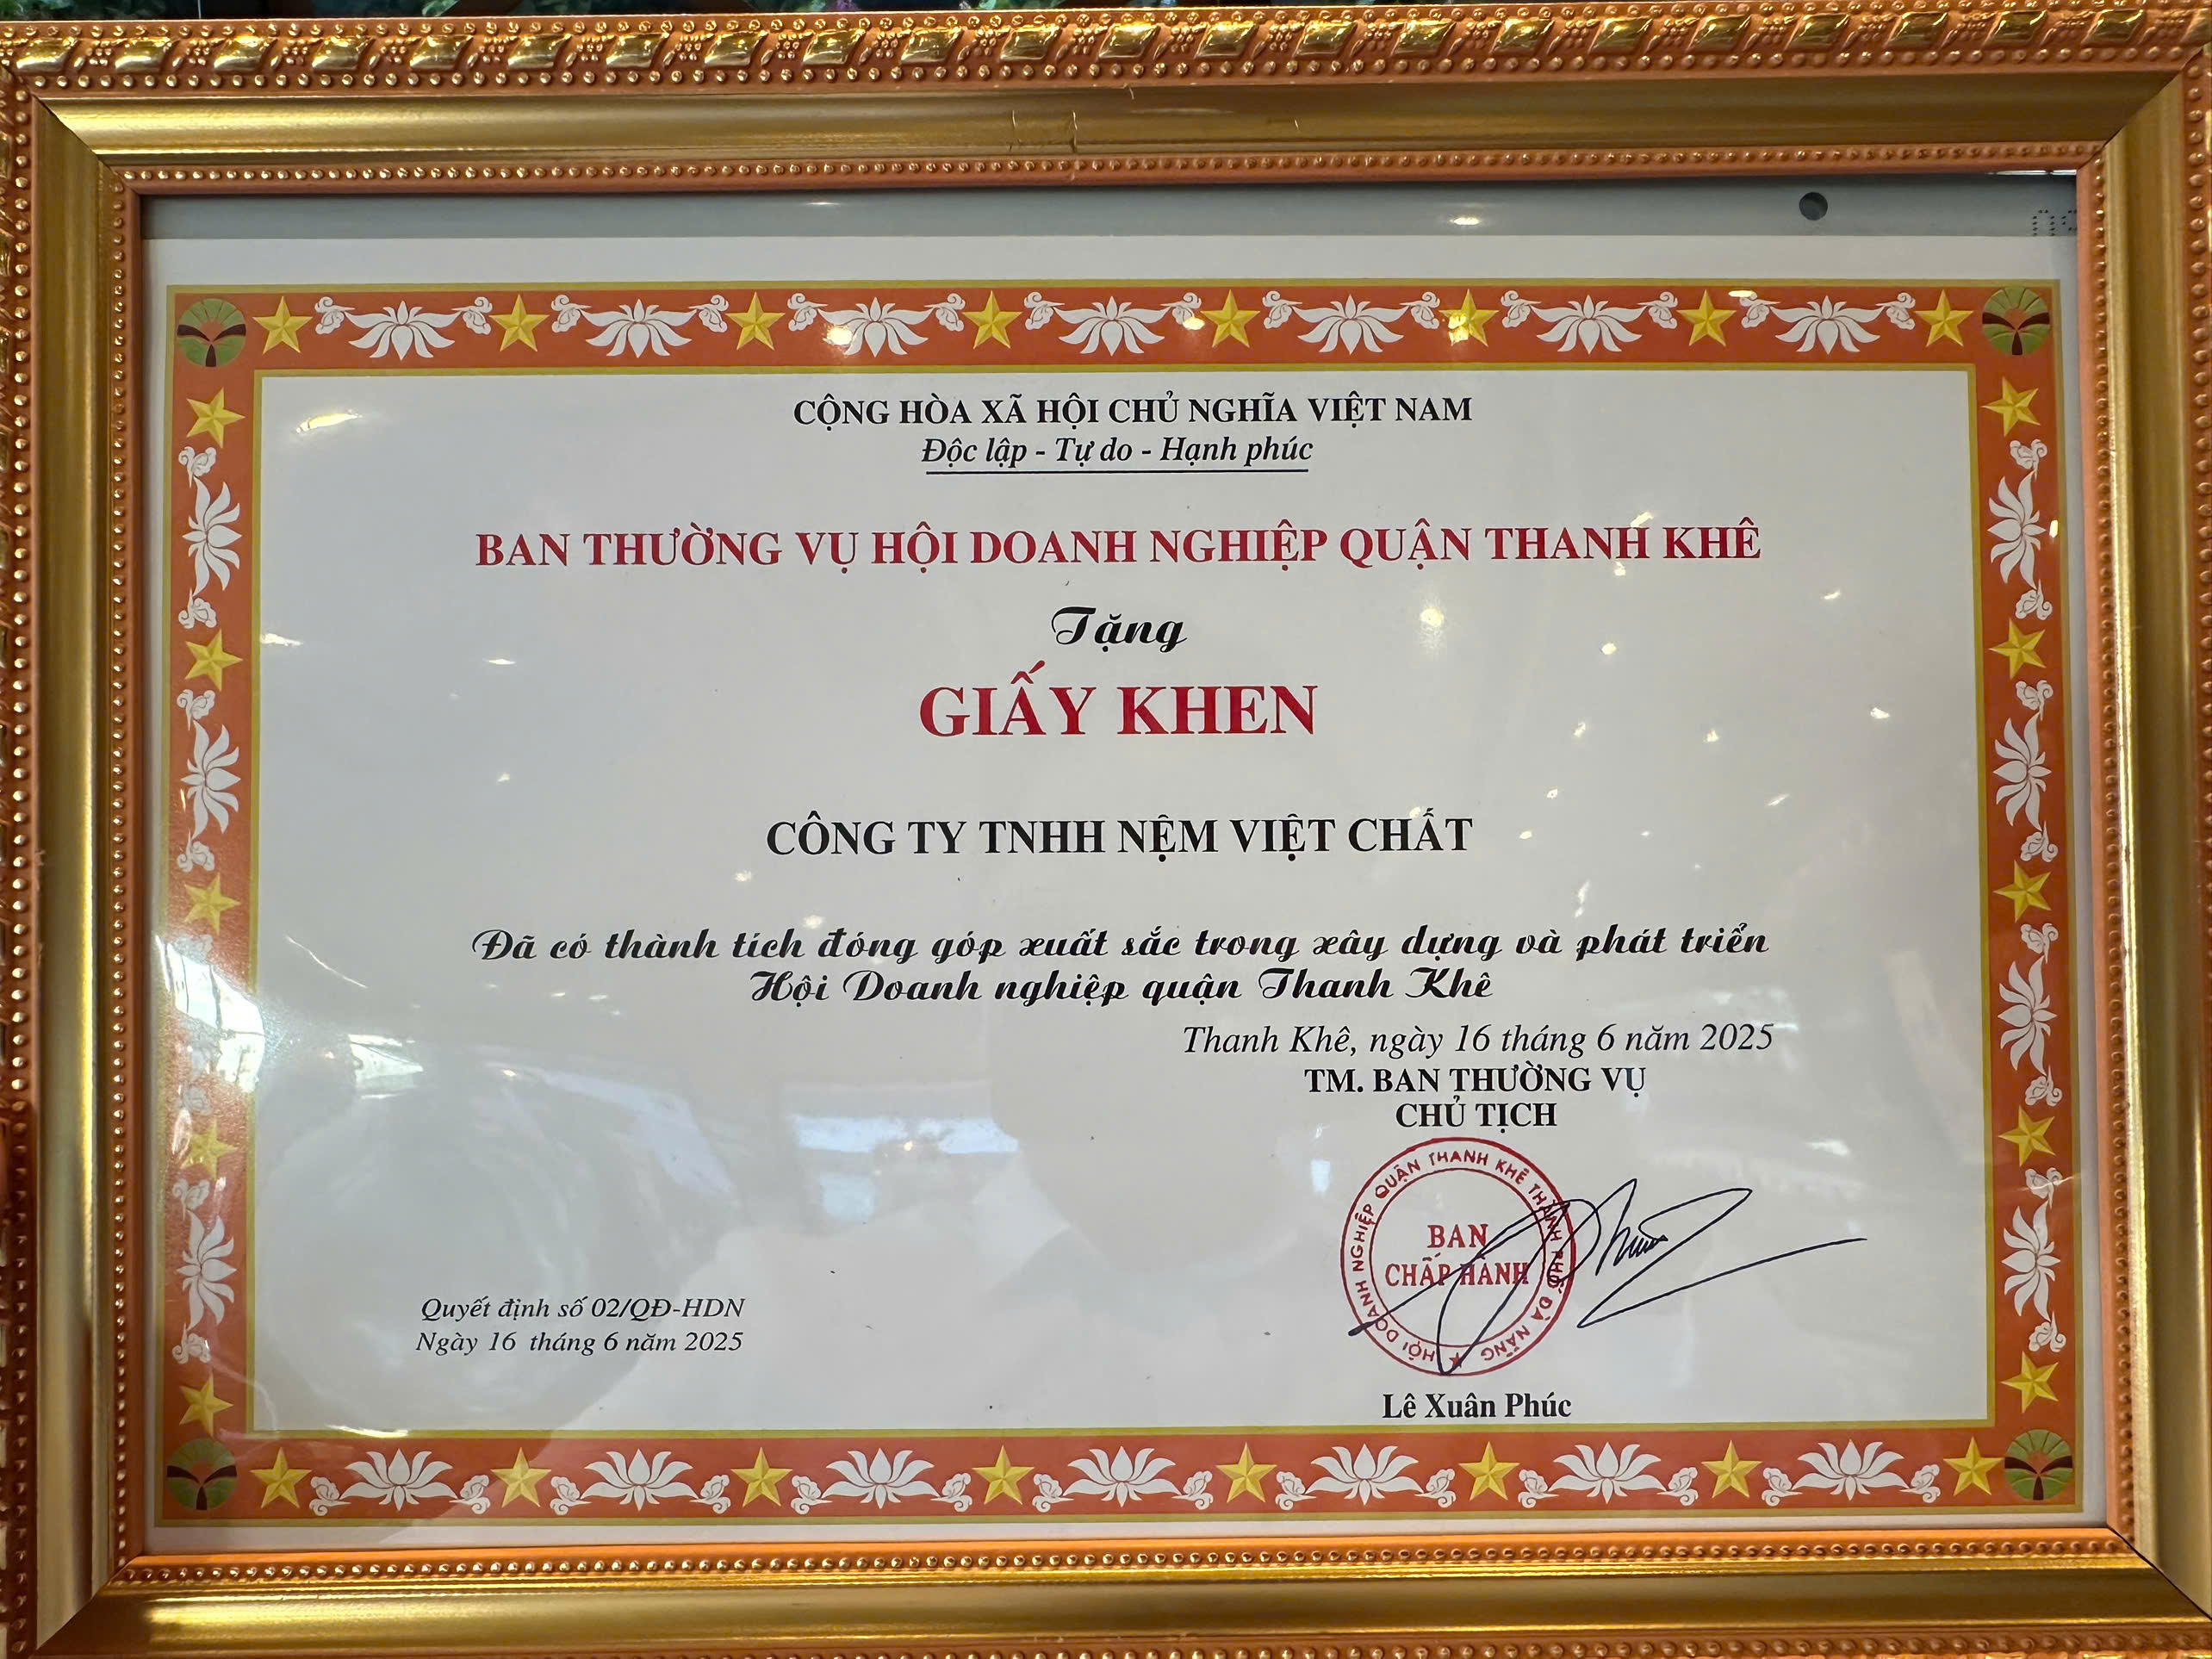 CỘNG HÒA XÃ HỘI CHỦ NGHĨA VIỆT NAM
Độc lập - Tự do - Hạnh phúc
BAN THƯỜNG VỤ HỘI DOANH NGHIỆP QUẬN THANH KHÊ
Tặng
GIẤY KHEN
CÔNG TY TNHH NỆM VIỆT CHẤT
Đã có thành tích đóng góp xuất sắc trong xây dựng và phát triển
Hội Doanh nghiệp quận Thanh Khê
Thanh Khê, ngày 16 tháng 6 năm 2025
TM. BAN THƯỜNG VỤ
CHỦ TỊCH
HỘI DOANH NGHIỆP QUẬN THANH KHÊ THÀNH PHỐ ĐÀ NẴNG
BAN
CHẤP HÀNH
Lê Xuân Phúc
Quyết định số 02/QĐ-HDN
Ngày 16 tháng 6 năm 2025